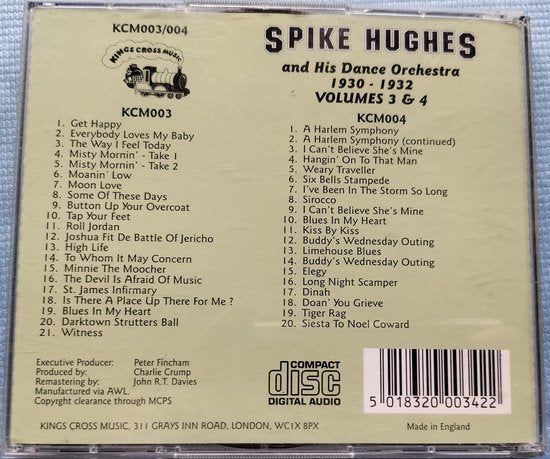 KCM003/004
KINGS CROSS MUSIC
SPIKE HUGHES
and His Dance Orchestra
1930 - 1932
VOLUMES 3 & 4
KCM003
1. Get Happy
2. Everybody Loves My Baby
3. The Way I Feel Today
4. Misty Mornin' - Take 1
5. Misty Mornin' - Take 2
6. Moanin' Low
7. Moon Love
8. Some Of These Days
9. Button Up Your Overcoat
10. Tap Your Feet
11. Roll Jordan
12. Joshua Fit De Battle Of Jericho
13. High Life
14. To Whom It May Concern
15. Minnie The Moocher
16. The Devil Is Afraid Of Music
17. St. James Infirmary
18. Is There A Place Up There For Me ?
19. Blues In My Heart
20. Darktown Strutters Ball
21. Witness
KCM004
1. A Harlem Symphony
2. A Harlem Symphony (continued)
3. I Can't Believe She's Mine
4. Hangin' On To That Man
5. Weary Traveller
6. Six Bells Stampede
7. I've Been In The Storm So Long
8. Sirocco
9. I Can't Believe She's Mine
10. Blues In My Heart
11. Kiss By Kiss
12. Buddy's Wednesday Outing
13. Limehouse Blues
14. Buddy's Wednesday Outing
15. Elegy
16. Long Night Scamper
17. Dinah
18. Doan' You Grieve
19. Tiger Rag
20. Siesta To Noel Coward
Executive Producer: Peter Fincham
Produced by: Charlie Crump
Remastering by: John R.T. Davies
Manufactured via AWL.
Copyrght clearance through MCPS
COMPACT
disc
DIGITAL AUDIO
5 018320 003422
KINGS CROSS MUSIC, 311 GRAYS INN ROAD, LONDON, WC1X 8PX
Made in England